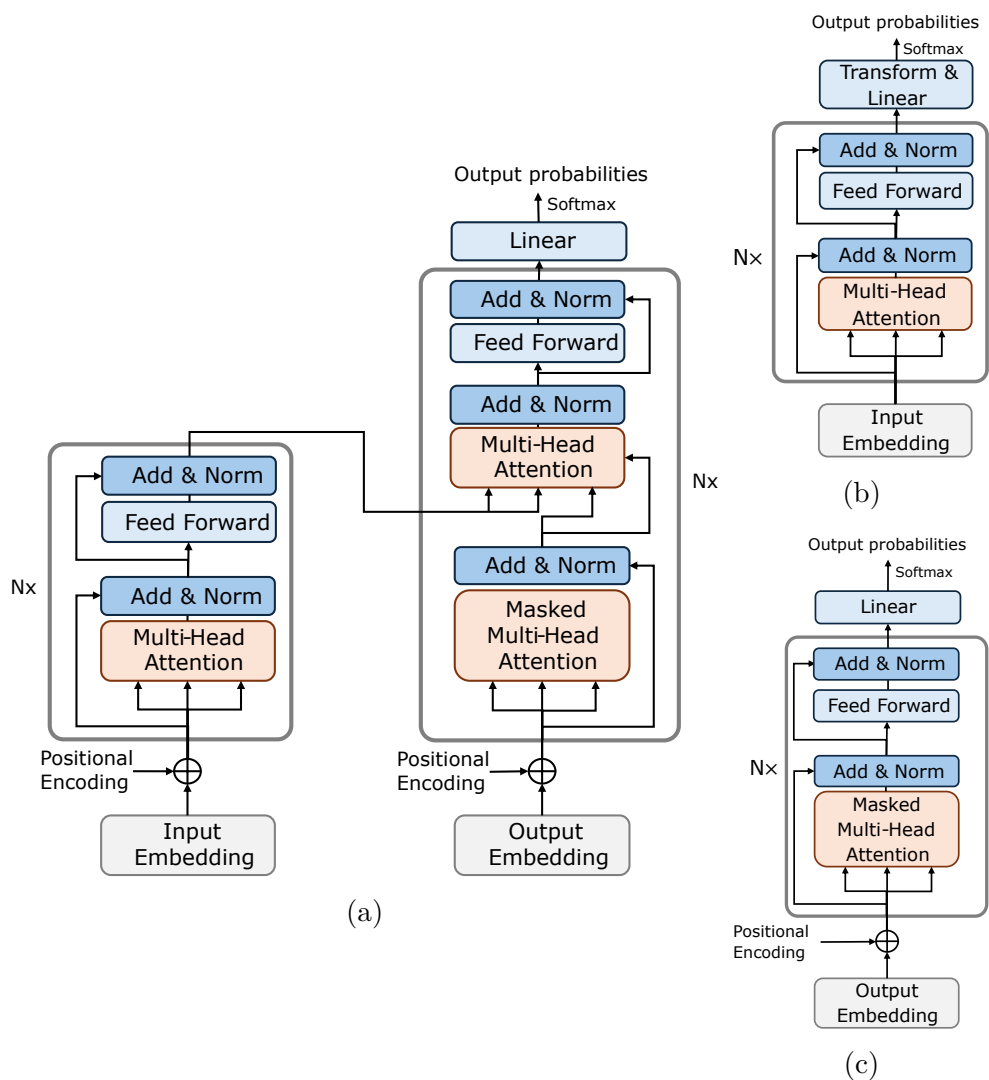 Output probabilities
Softmax
Linear
Add & Norm
Feed Forward
Add & Norm
Multi-Head
Attention
Nx
Add & Norm
Masked
Multi-Head
Attention
Positional
Encoding
Output
Embedding
Add & Norm
Feed Forward
Nx
Add & Norm
Multi-Head
Attention
Positional
Encoding
Input
Embedding
(a)
Output probabilities
Softmax
Transform &
Linear
Add & Norm
Feed Forward
N×
Add & Norm
Multi-Head
Attention
Input
Embedding
(b)
Output probabilities
Softmax
Linear
Add & Norm
Feed Forward
N×
Add & Norm
Masked
Multi-Head
Attention
Positional
Encoding
Output
Embedding
(c)